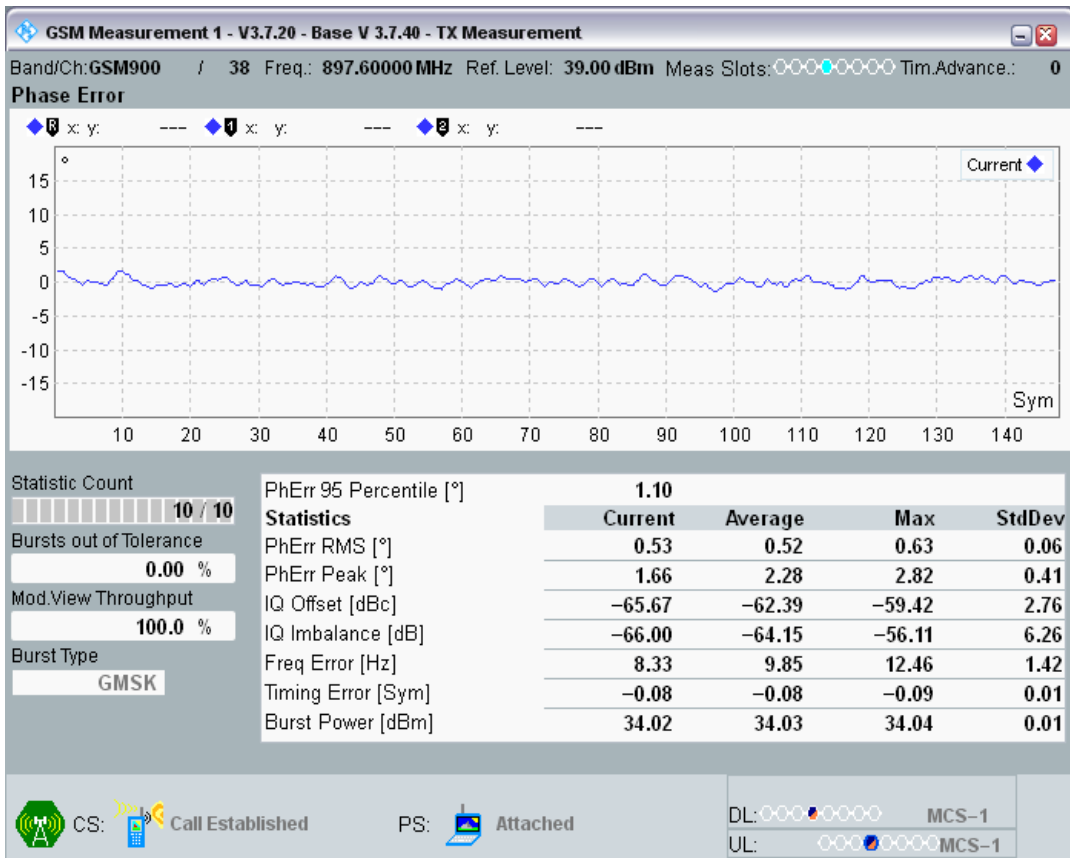 GSM Measurement 1 - V3.7.20 - Base V 3.7.40 - TX Measurement
Band/Ch:GSM900 / 38 Freq.: 897.60000 MHz Ref. Level: 39.00 dBm Meas Slots: Tim.Advance.: 0
Phase Error
R x: y: --- 1 x: y: --- 2 x: y: ---
°
Current
15
10
5
0
-5
-10
-15
Sym
10 20 30 40 50 60 70 80 90 100 110 120 130 140
Statistic Count
10 / 10
Bursts out of Tolerance
0.00 %
Mod.View Throughput
100.0 %
Burst Type
GMSK
PhErr 95 Percentile [°] 1.10
Statistics Current Average Max StdDev
PhErr RMS [°] 0.53 0.52 0.63 0.06
PhErr Peak [°] 1.66 2.28 2.82 0.41
IQ Offset [dBc] −65.67 −62.39 −59.42 2.76
IQ Imbalance [dB] −66.00 −64.15 −56.11 6.26
Freq Error [Hz] 8.33 9.85 12.46 1.42
Timing Error [Sym] −0.08 −0.08 −0.09 0.01
Burst Power [dBm] 34.02 34.03 34.04 0.01
CS: Call Established PS: Attached
DL: MCS−1
UL: MCS−1